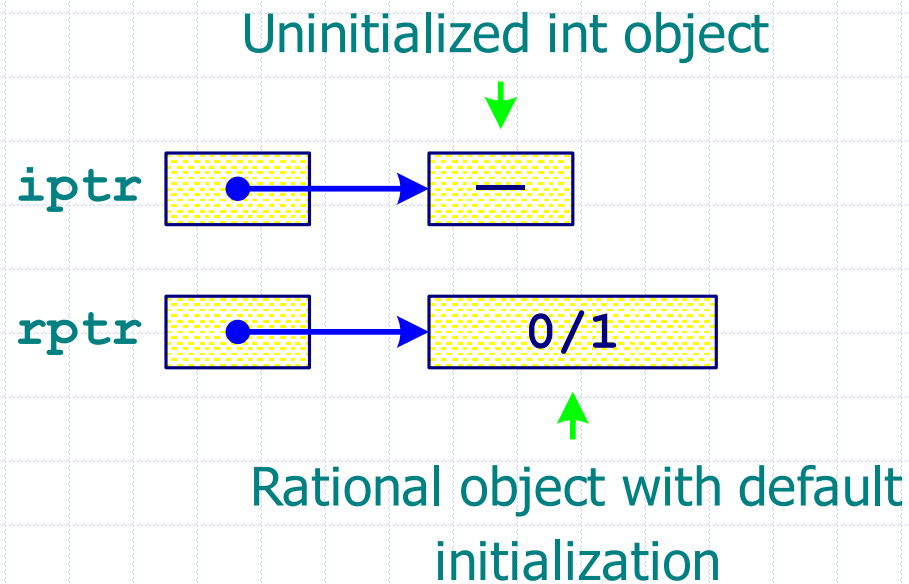 Uninitialized int object
iptr —
rptr 0/1
Rational object with default
initialization